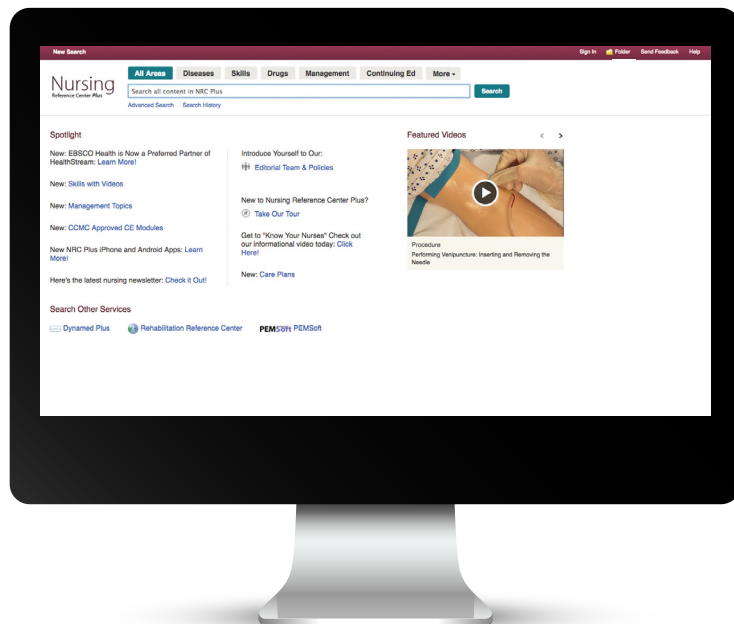 New Search
Sign In Folder Send Feedback Help
Nursing
Reference Center Plus
All Areas Diseases Skills Drugs Management Continuing Ed More
Search all content in NRC Plus
Search
Advanced Search Search History
Spotlight
New: EBSCO Health is Now a Preferred Partner of
HealthStream: Learn More!
New: Skills with Videos
New: Management Topics
New: CCMC Approved CE Modules
New NRC Plus iPhone and Android Apps: Learn
More!
Here's the latest nursing newsletter: Check it Out!
Introduce Yourself to Our:
Editorial Team & Policies
New to Nursing Reference Center Plus?
Take Our Tour
Get to "Know Your Nurses" Check out
our informational video today: Click
Here!
New: Care Plans
Featured Videos
Procedure
Performing Venipuncture: Inserting and Removing the
Needle
Search Other Services
Dynamed Plus
Rehabilitation Reference Center
PEMSoft PEMSoft